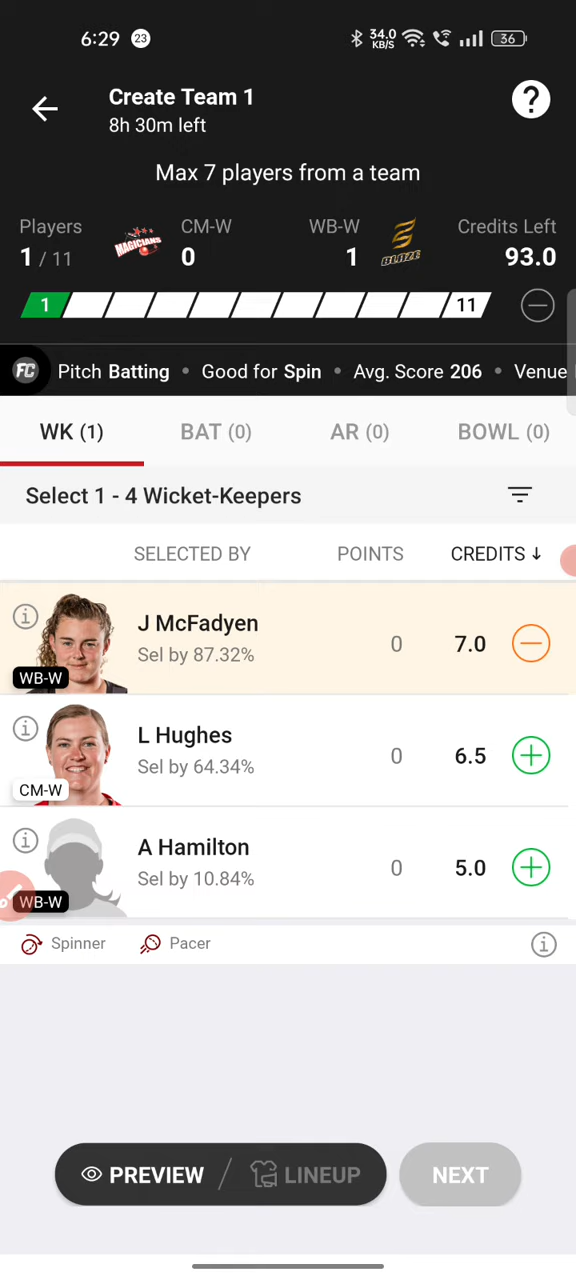 6:29 23 34.0 KB/S 36
Create Team 1
8h 30m left
?
Max 7 players from a team
Players CM-W WB-W Credits Left
1 / 11 MAGICIANS 0 1 BLAZE 93.0
1 11
FC Pitch Batting • Good for Spin • Avg. Score 206 • Venue
WK (1) BAT (0) AR (0) BOWL (0)
Select 1 - 4 Wicket-Keepers
SELECTED BY POINTS CREDITS ↓
J McFadyen
Sel by 87.32% 0 7.0
WB-W
L Hughes
Sel by 64.34% 0 6.5
CM-W
A Hamilton
Sel by 10.84% 0 5.0
WB-W
Spinner Pacer
PREVIEW / LINEUP NEXT